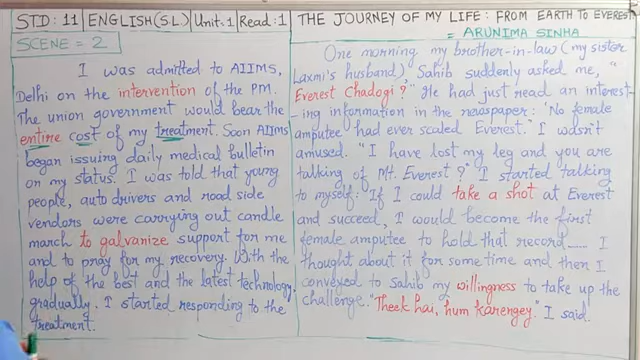 STD: 11 | ENGLISH (S.L) | Unit: 1 | Read: 1 | THE JOURNEY OF MY LIFE: FROM EARTH TO EVEREST
= ARUNIMA SINHA
SCENE = 2
I was admitted to AIIMS,
Delhi on the intervention of the PM.
The union government would bear the
entire cost of my treatment. Soon AIIMS
began issuing daily medical bulletin
on my status. I was told that young
people, auto drivers and road side
vendors were carrying out candle
march to galvanize support for me
and to pray for my recovery. With the
help of the best and the latest technology,
gradually. I started responding to the
treatment.
One morning my brother-in-law (my sister
Laxmi's husband), Sahib suddenly asked me, "
Everest Chadogi ?" He had just read an interest-
-ing information in the newspaper: 'No female
amputee had ever scaled Everest.' I wasn't
amused. "I have lost my leg and you are
talking of Mt. Everest ?" I started talking
to myself: 'If I could take a shot at Everest
and succeed, I would become the first
female amputee to hold that record...... I
thought about it for some time and then I
conveyed to Sahib my willingness to take up the
challenge. "Theek hai, hum karengey." I said.